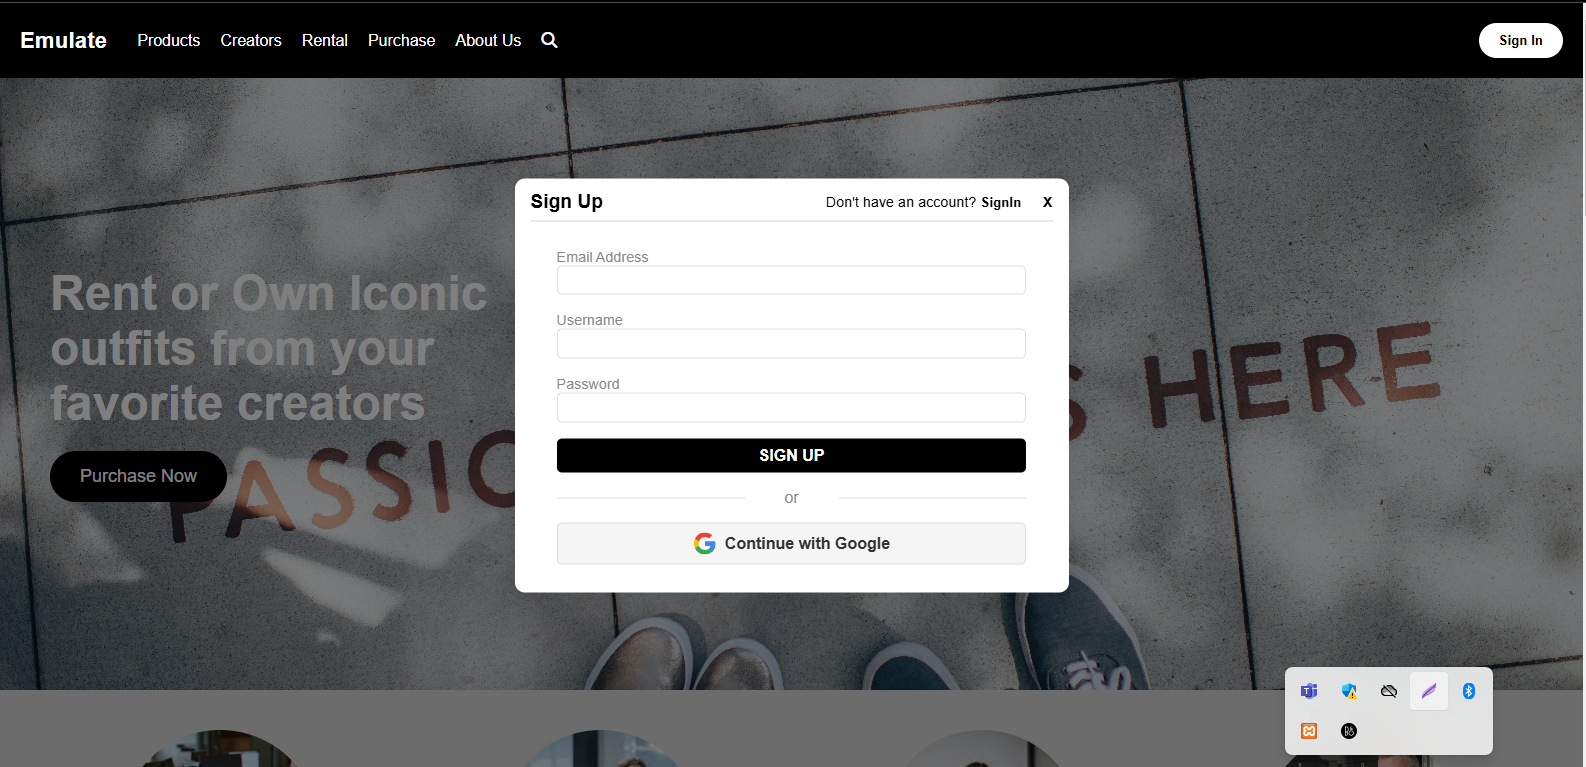 Emulate Products Creators Rental Purchase About Us Sign In
Sign Up Don't have an account? SignIn X
Email Address
Username
Password
SIGN UP
or
Continue with Google
Rent or Own Iconic
outfits from your
favorite creators
Purchase Now
PASSIO S HERE